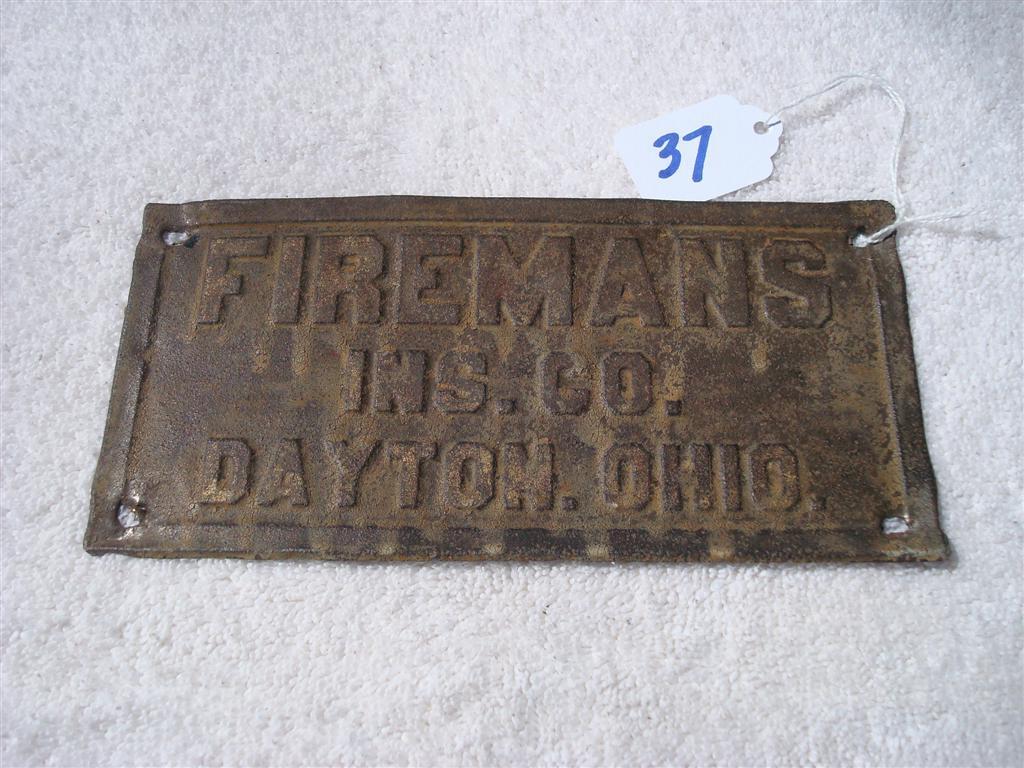 37
FIREMANS
INS. CO.
DAYTON. OHIO.